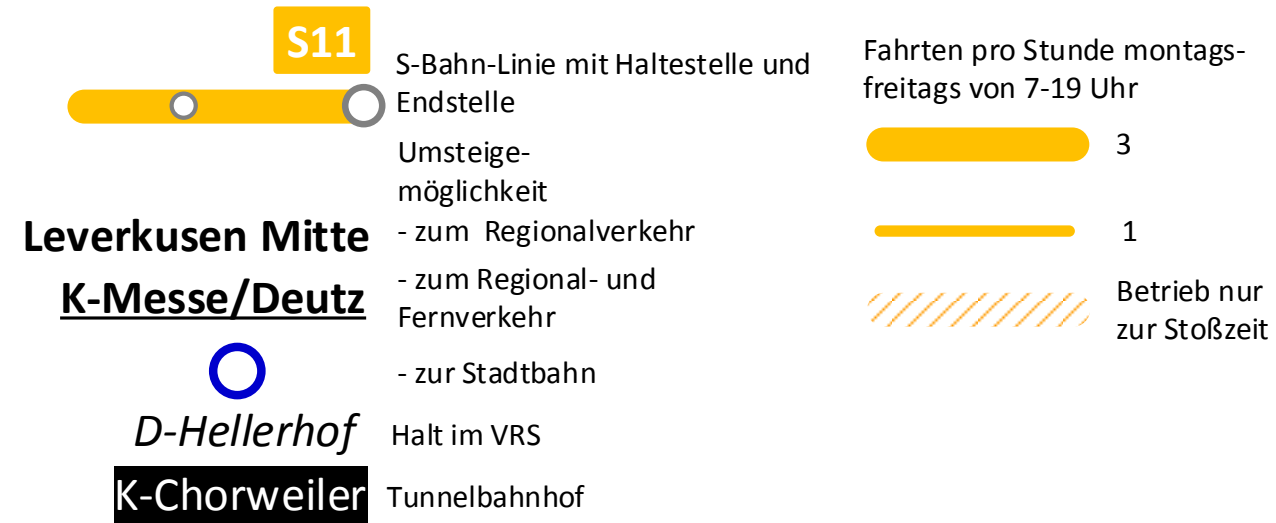 S11
S-Bahn-Linie mit Haltestelle und
Endstelle
Umsteige-
möglichkeit
Leverkusen Mitte
- zum Regionalverkehr
K-Messe/Deutz
- zum Regional- und
Fernverkehr
- zur Stadtbahn
D-Hellerhof
Halt im VRS
K-Chorweiler
Tunnelbahnhof
Fahrten pro Stunde montags-
freitags von 7-19 Uhr
3
1
Betrieb nur
zur Stoßzeit